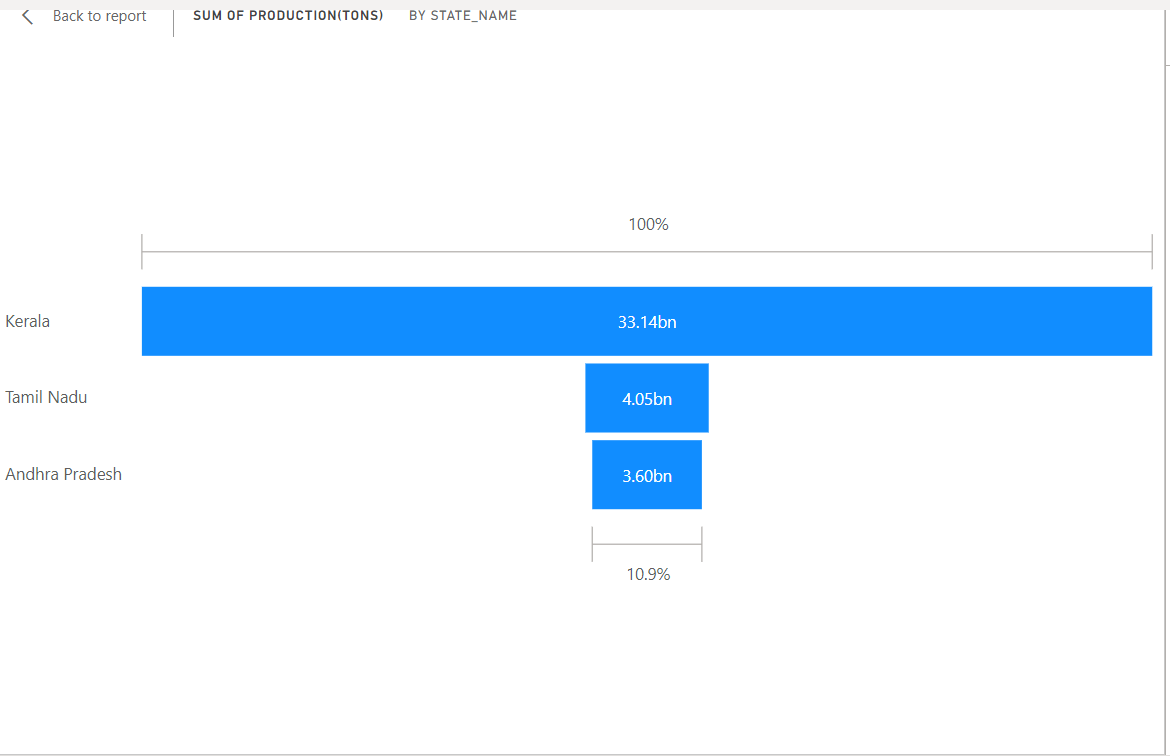 Back to report
SUM OF PRODUCTION(TONS) BY STATE_NAME
100%
Kerala 33.14bn
Tamil Nadu 4.05bn
Andhra Pradesh 3.60bn
10.9%